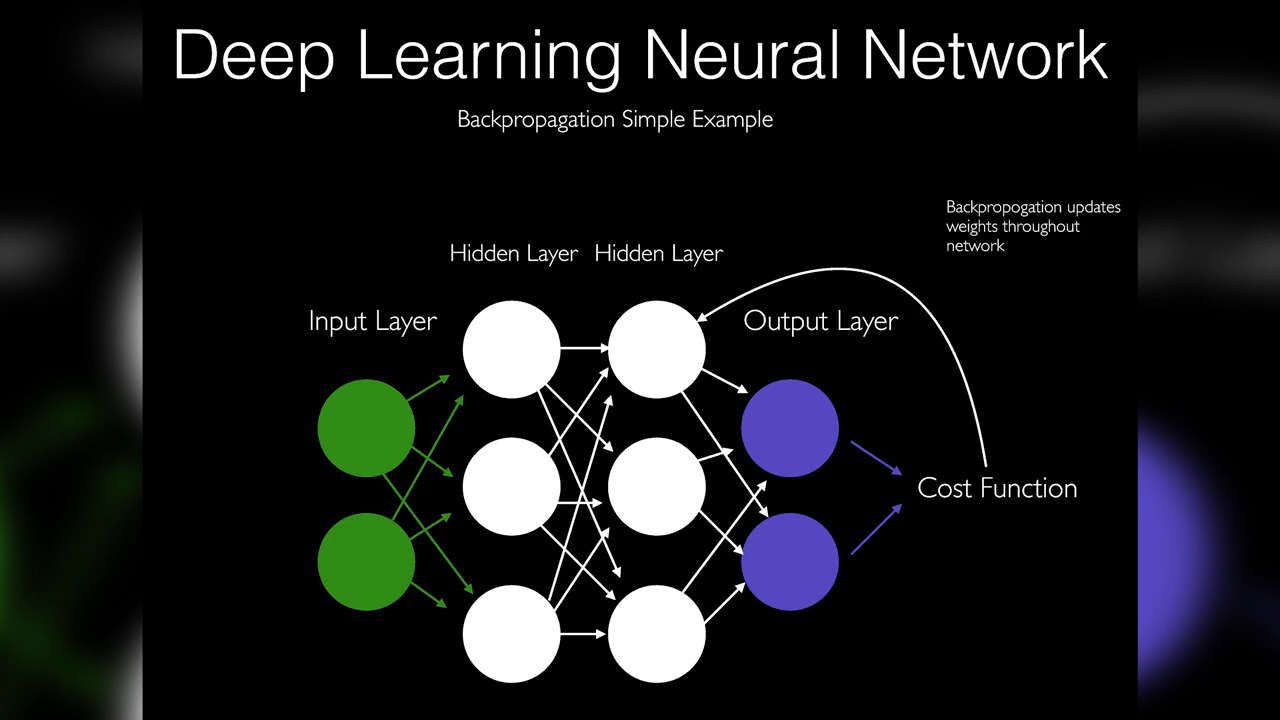 Deep Learning Neural Network
Backpropagation Simple Example
Backpropogation updates
weights throughout
network
Hidden Layer
Hidden Layer
Input Layer
Output Layer
Cost Function